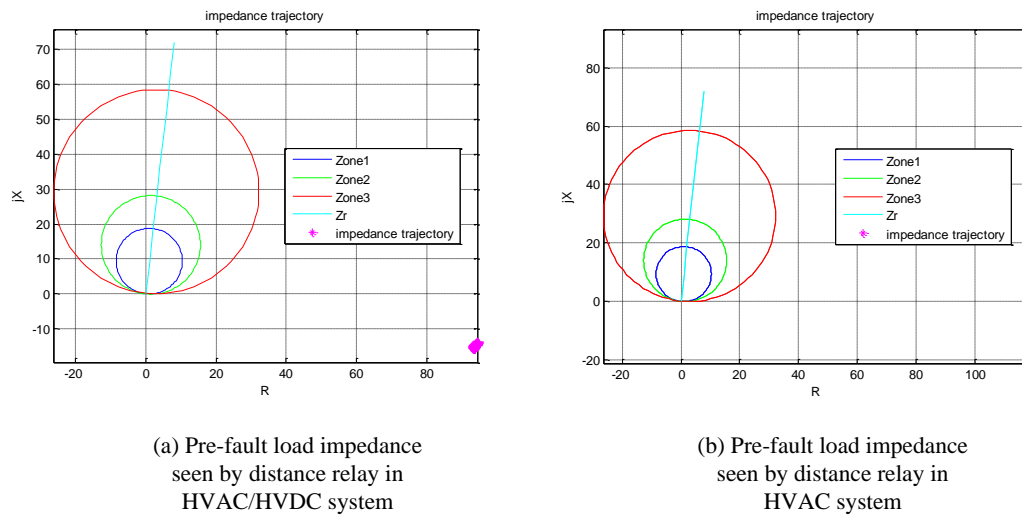 impedance trajectory
70
60
50
40
30
20
10
0
-10
jX
-20
0
20
40
60
80
R
Zone1
Zone2
Zone3
Zr
impedance trajectory
(a) Pre-fault load impedance
seen by distance relay in
HVAC/HVDC system
impedance trajectory
80
60
40
20
0
-20
jX
-20
0
20
40
60
80
100
R
Zone1
Zone2
Zone3
Zr
impedance trajectory
(b) Pre-fault load impedance
seen by distance relay in
HVAC system